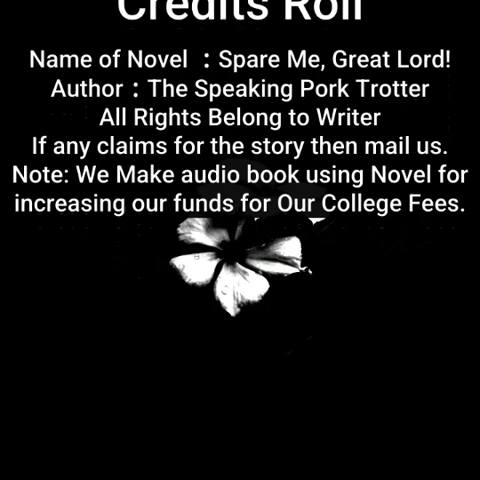 Credits Roll
Name of Novel : Spare Me, Great Lord!
Author : The Speaking Pork Trotter
All Rights Belong to Writer
If any claims for the story then mail us.
Note: We Make audio book using Novel for
increasing our funds for Our College Fees.